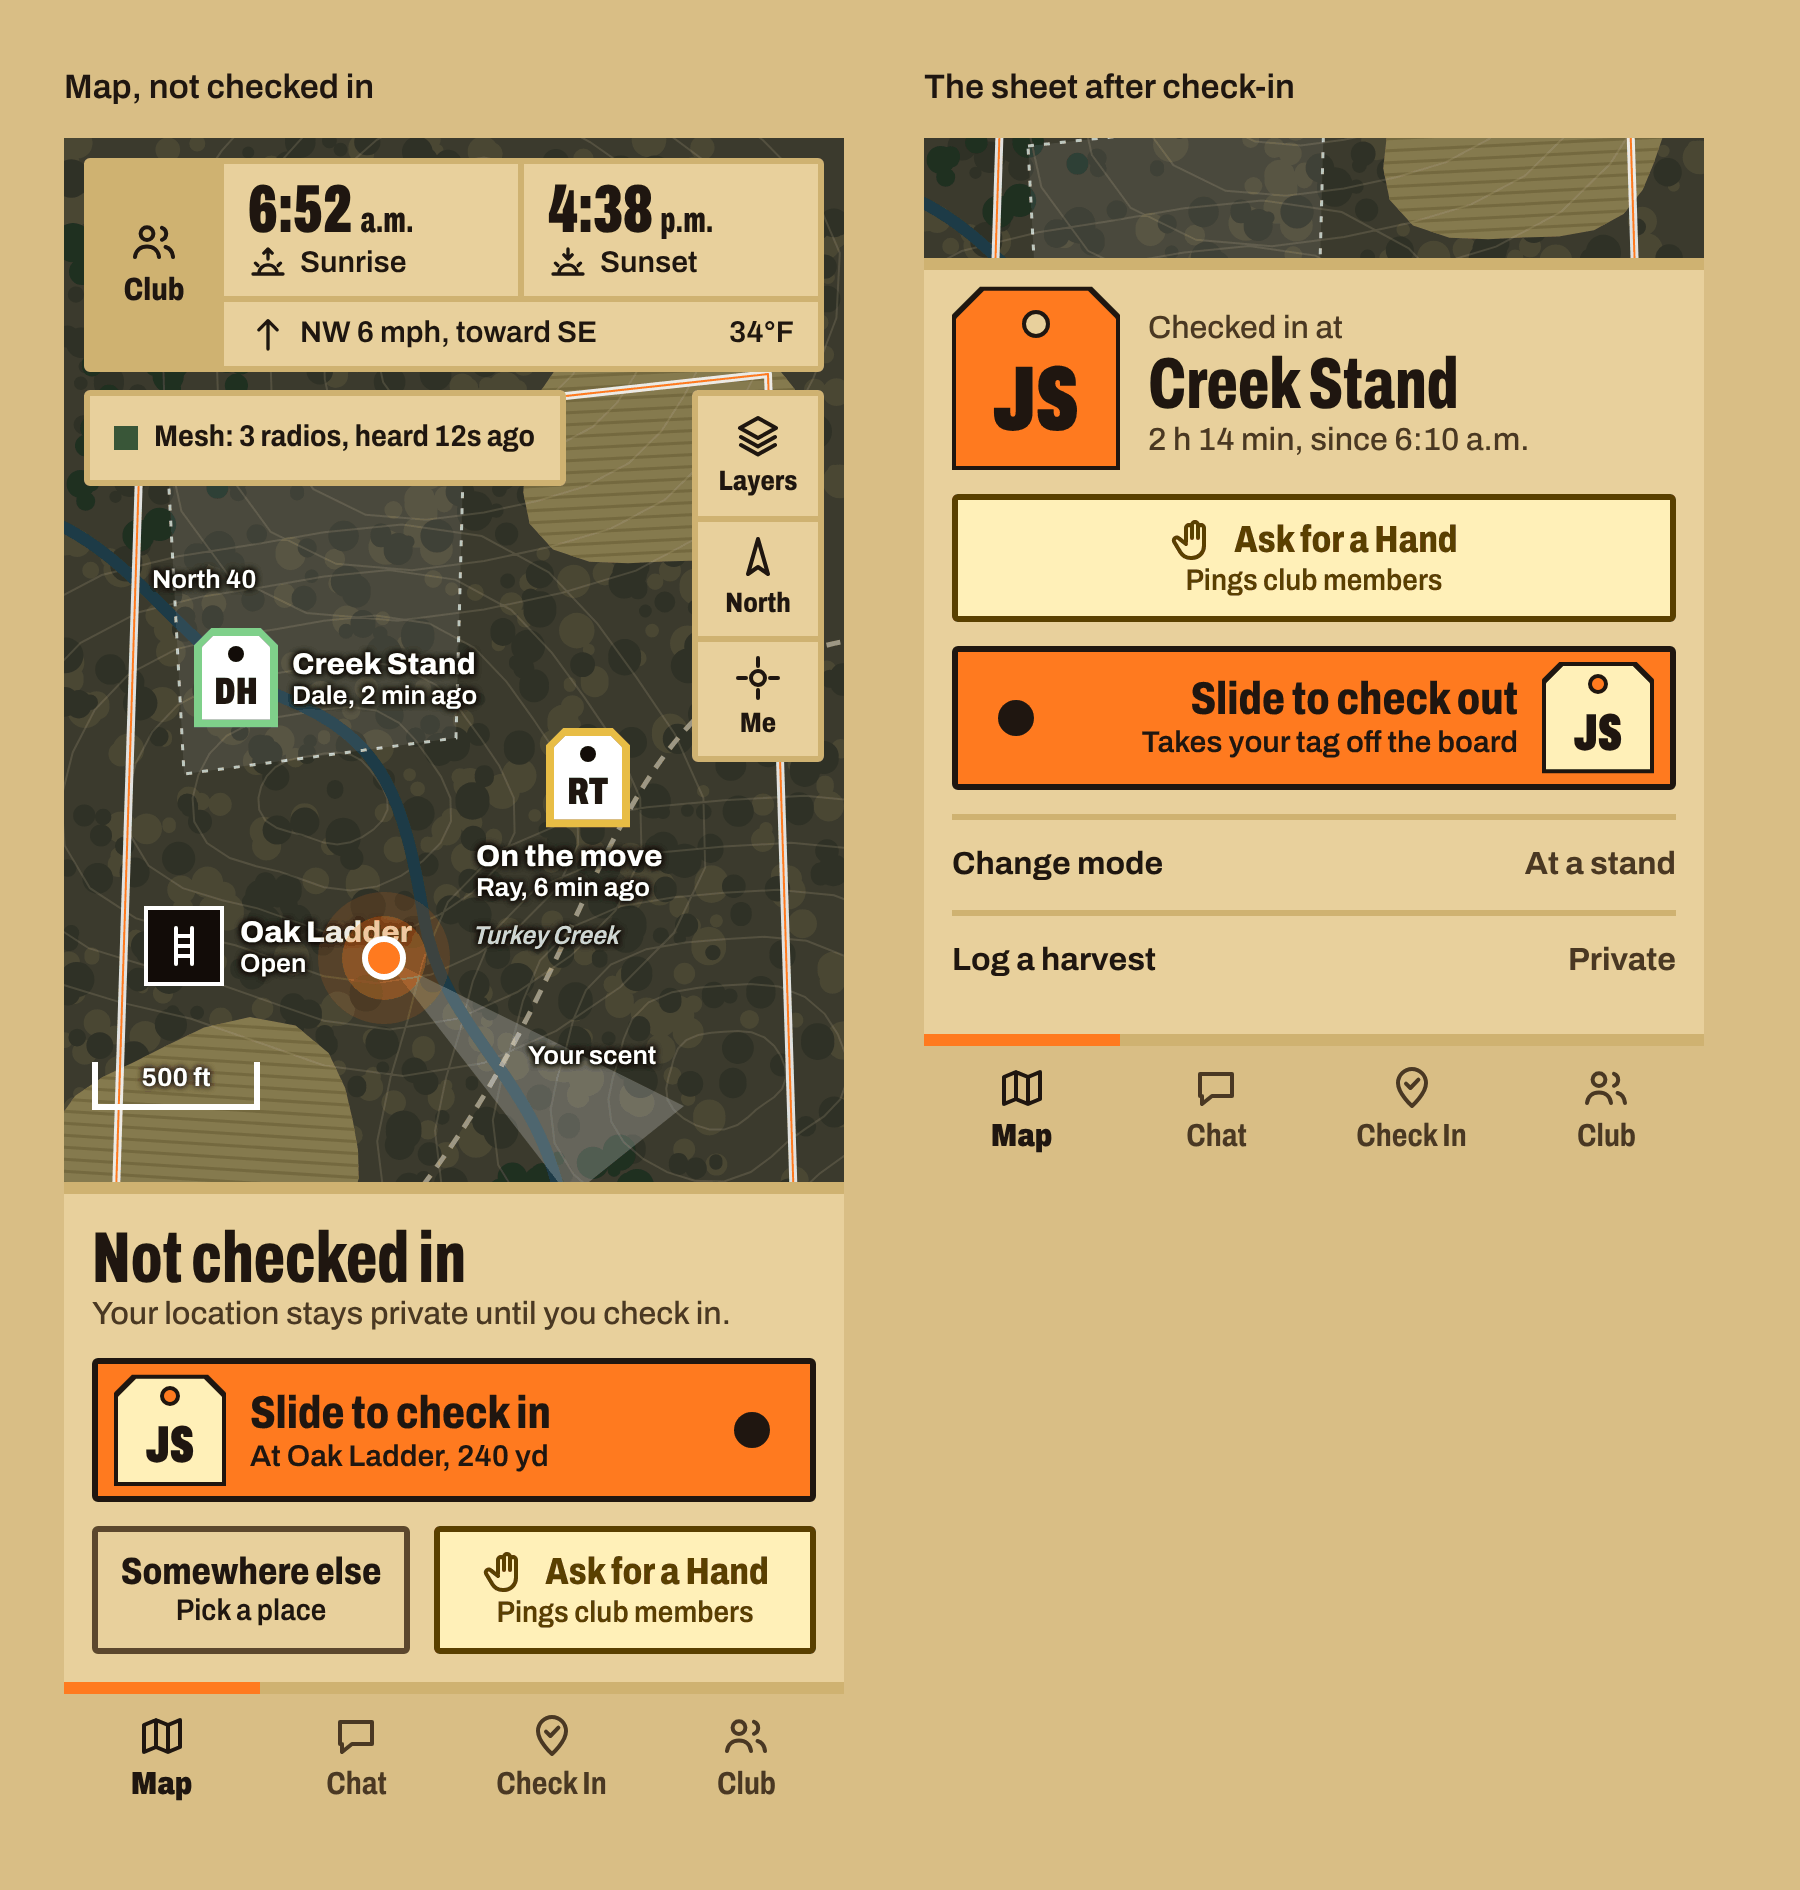 Map, not checked in
Club
6:52 a.m.
Sunrise
4:38 p.m.
Sunset
NW 6 mph, toward SE
34°F
Mesh: 3 radios, heard 12s ago
Layers
North
Me
North 40
DH
Creek Stand
Dale, 2 min ago
RT
On the move
Ray, 6 min ago
Oak Ladder
Open
Turkey Creek
Your scent
500 ft
Not checked in
Your location stays private until you check in.
JS
Slide to check in
At Oak Ladder, 240 yd
Somewhere else
Pick a place
Ask for a Hand
Pings club members
Map
Chat
Check In
Club
The sheet after check-in
JS
Checked in at
Creek Stand
2 h 14 min, since 6:10 a.m.
Ask for a Hand
Pings club members
Slide to check out
Takes your tag off the board
JS
Change mode
At a stand
Log a harvest
Private
Map
Chat
Check In
Club